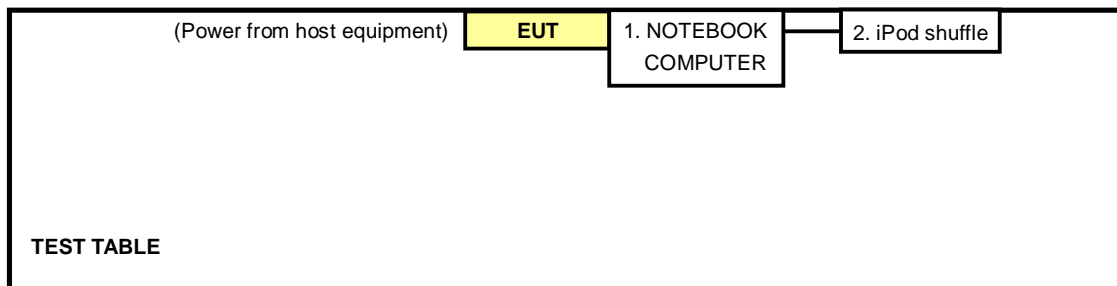 (Power from host equipment)
EUT
1. NOTEBOOK
COMPUTER
2. iPod shuffle
TEST TABLE